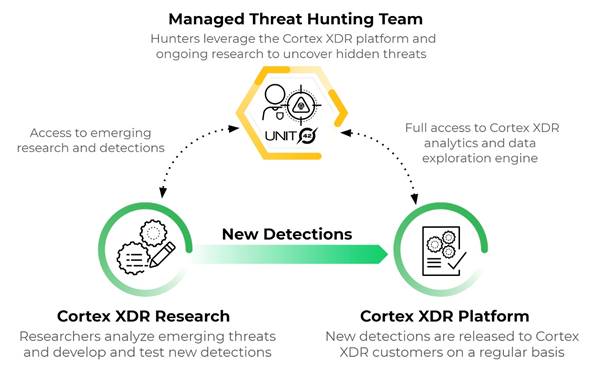 Managed Threat Hunting Team
Hunters leverage the Cortex XDR platform and
ongoing research to uncover hidden threats
UNIT 42
Access to emerging
research and detections
Full access to Cortex XDR
analytics and data
exploration engine
New Detections
Cortex XDR Research
Researchers analyze emerging threats
and develop and test new detections
Cortex XDR Platform
New detections are released to Cortex
XDR customers on a regular basis